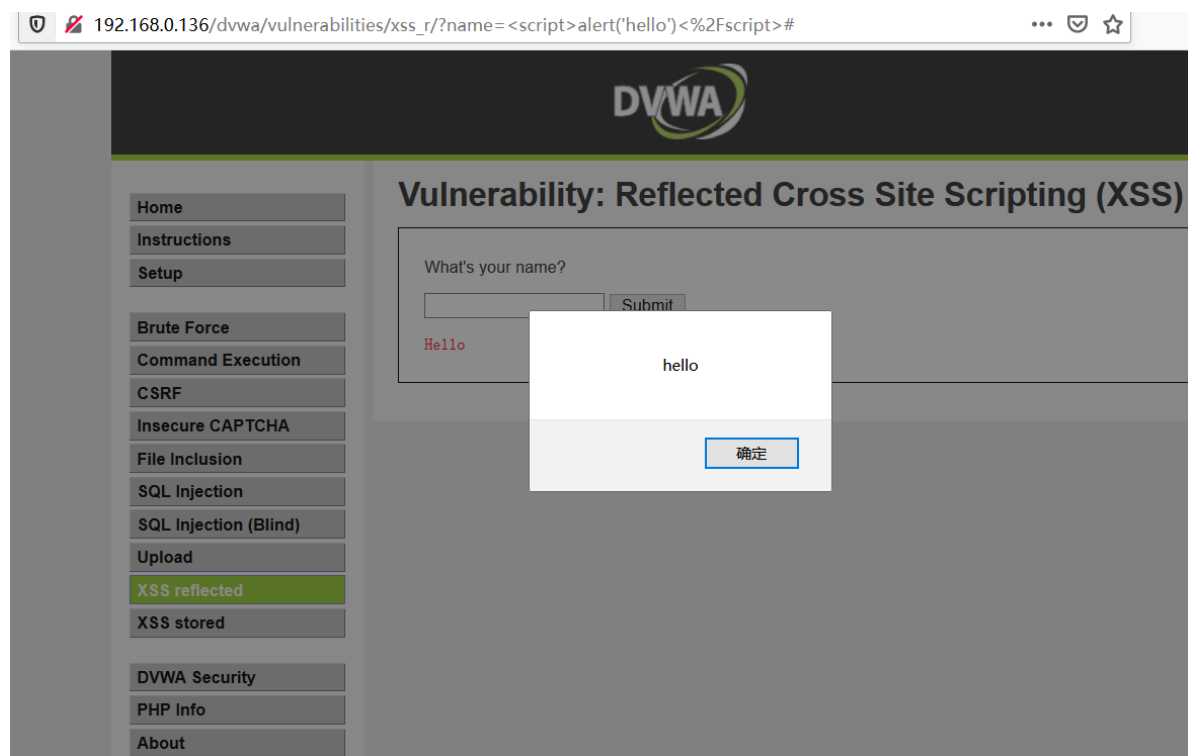 192.168.0.136/dvwa/vulnerabilities/xss_r/?name=<script>alert('hello')<%2Fscript>#
DVWA
Vulnerability: Reflected Cross Site Scripting (XSS)
Home
Instructions
Setup
Brute Force
Command Execution
CSRF
Insecure CAPTCHA
File Inclusion
SQL Injection
SQL Injection (Blind)
Upload
XSS reflected
XSS stored
DVWA Security
PHP Info
About
What's your name?
Submit
Hello
hello
确定